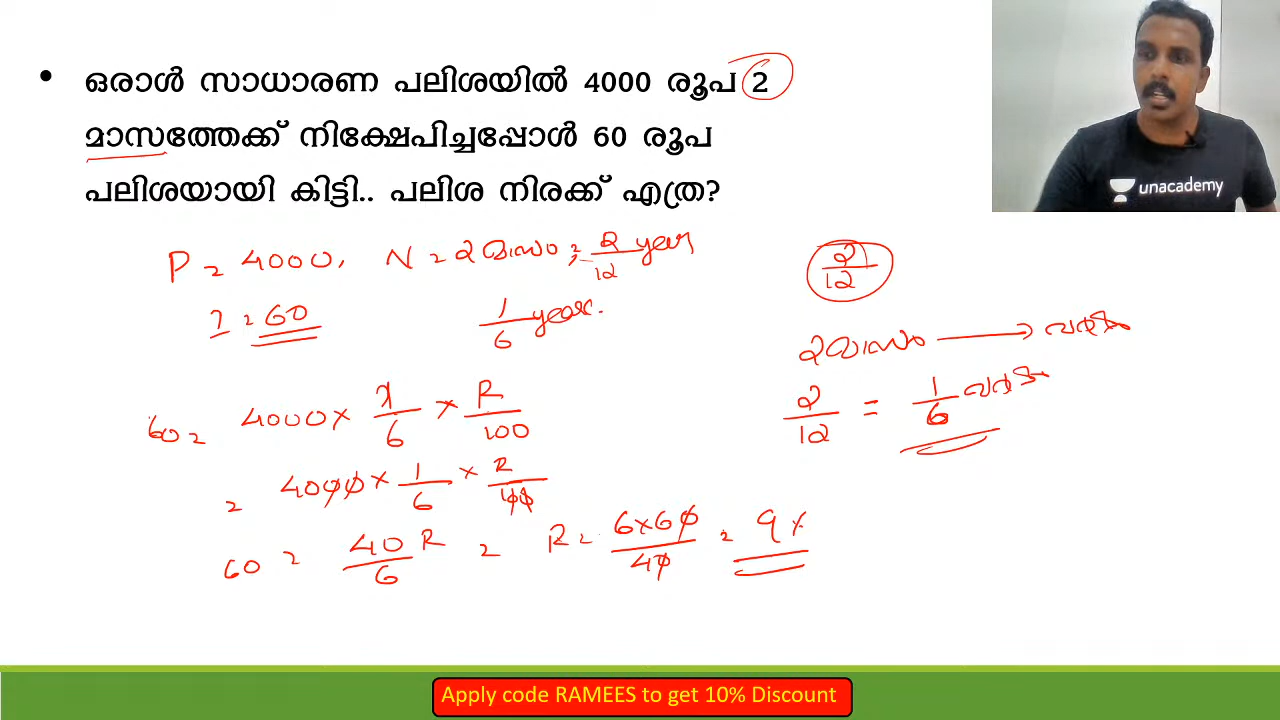 • ഒരാൾ സാധാരണ പലിശയിൽ 4000 രൂപ 2
മാസത്തേക്ക് നിക്ഷേപിച്ചപ്പോൾ 60 രൂപ
പലിശയായി കിട്ടി.. പലിശ നിരക്ക് എത്ര?
unacademy
P = 4000, N = 2 മാസം = 2/12 year
I = 60
1/6 year.
2/12
2 മാസം → വർഷം
2/12 = 1/6 വർഷം
60 = 4000 × 1/6 × R/100
= 4000 × 1/6 × R/100
60 = 40R/6 = R = 6×60/40 = 9%
Apply code RAMEES to get 10% Discount